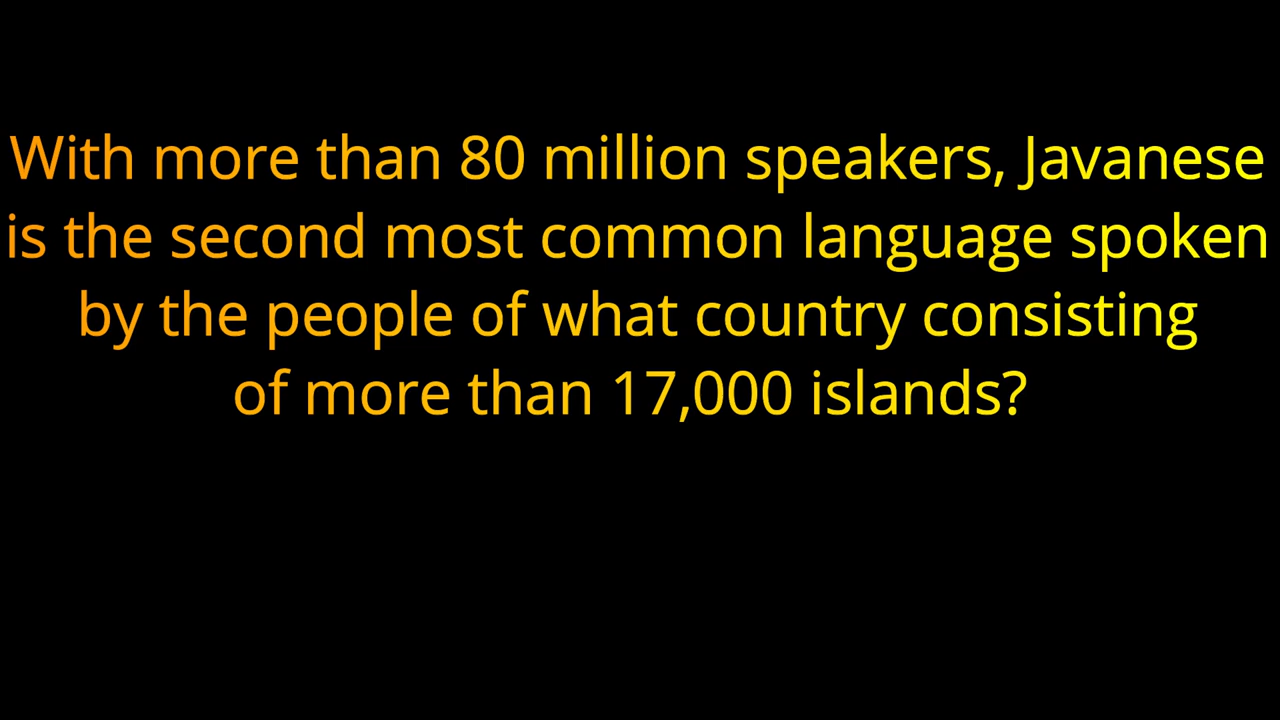 With more than 80 million speakers, Javanese
is the second most common language spoken
by the people of what country consisting
of more than 17,000 islands?